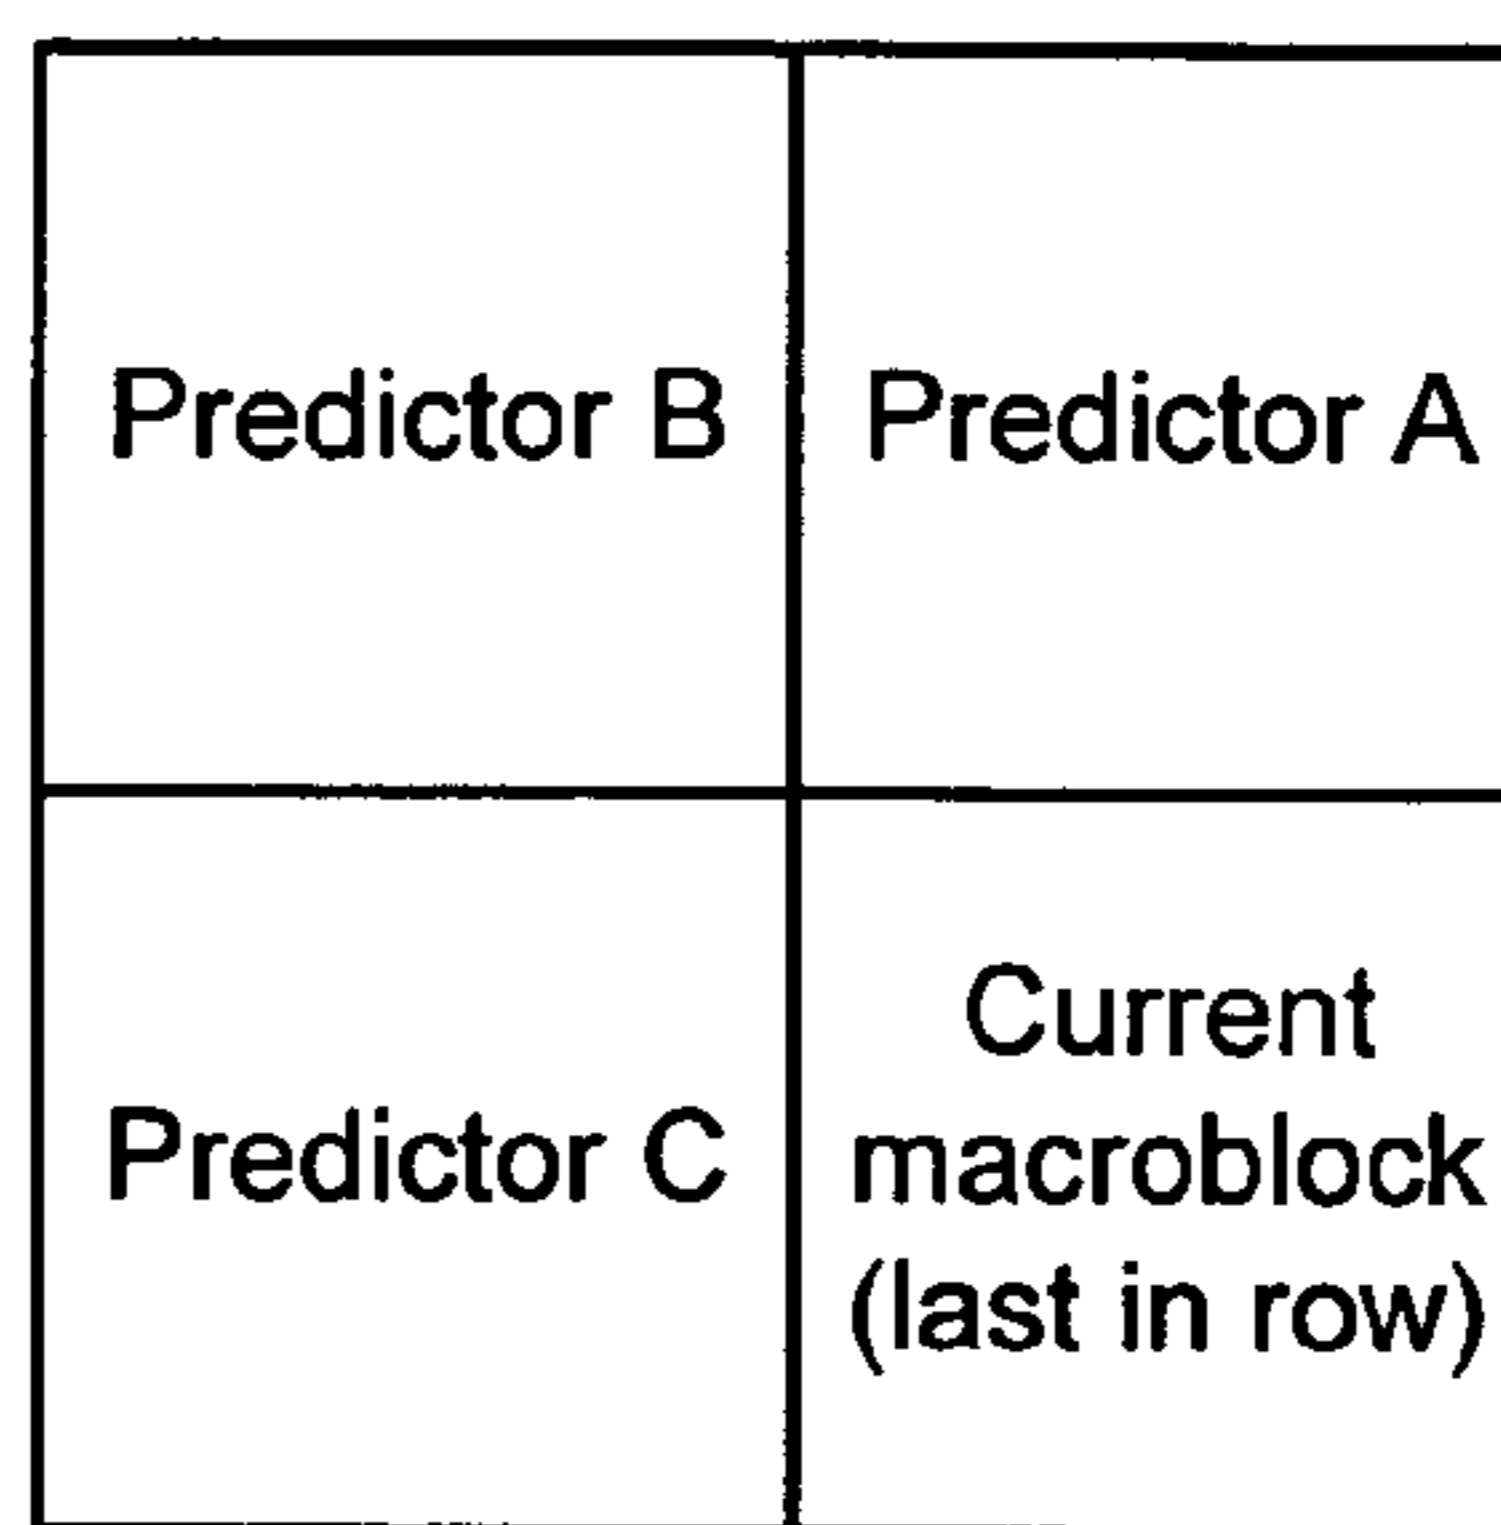 Predictor B
Predictor A
Predictor C
Current
macroblock
(last in row)